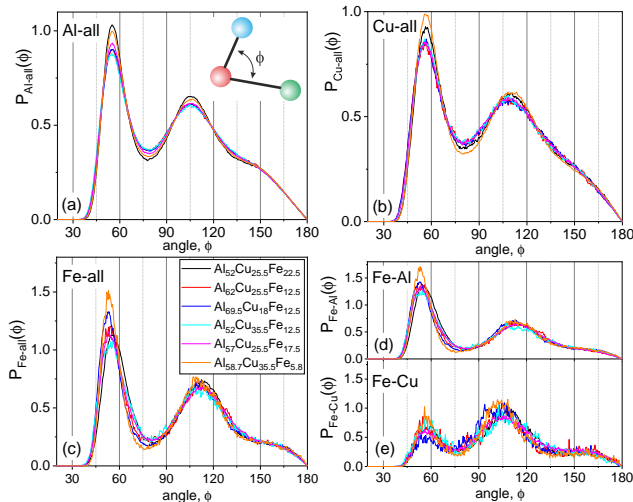 Al-all
ϕ
P_Al-all(ϕ)
1.0
0.5
0.0
(a)
30 60 90 120 150 180
angle, ϕ
Cu-all
P_Cu-all(ϕ)
1.0
0.5
0.0
(b)
30 60 90 120 150 180
angle, ϕ
Fe-all
P_Fe-all(ϕ)
1.5
1.0
0.5
0.0
(c)
Al52Cu25.5Fe22.5
Al62Cu25.5Fe12.5
Al69.5Cu18Fe12.5
Al52Cu35.5Fe12.5
Al57Cu25.5Fe17.5
Al58.7Cu35.5Fe5.8
30 60 90 120 150 180
angle, ϕ
Fe-Al
P_Fe-Al(ϕ)
1.5
1.0
0.5
0.0
(d)
Fe-Cu
P_Fe-Cu(ϕ)
1.5
1.0
0.5
0.0
(e)
30 60 90 120 150 180
angle, ϕ